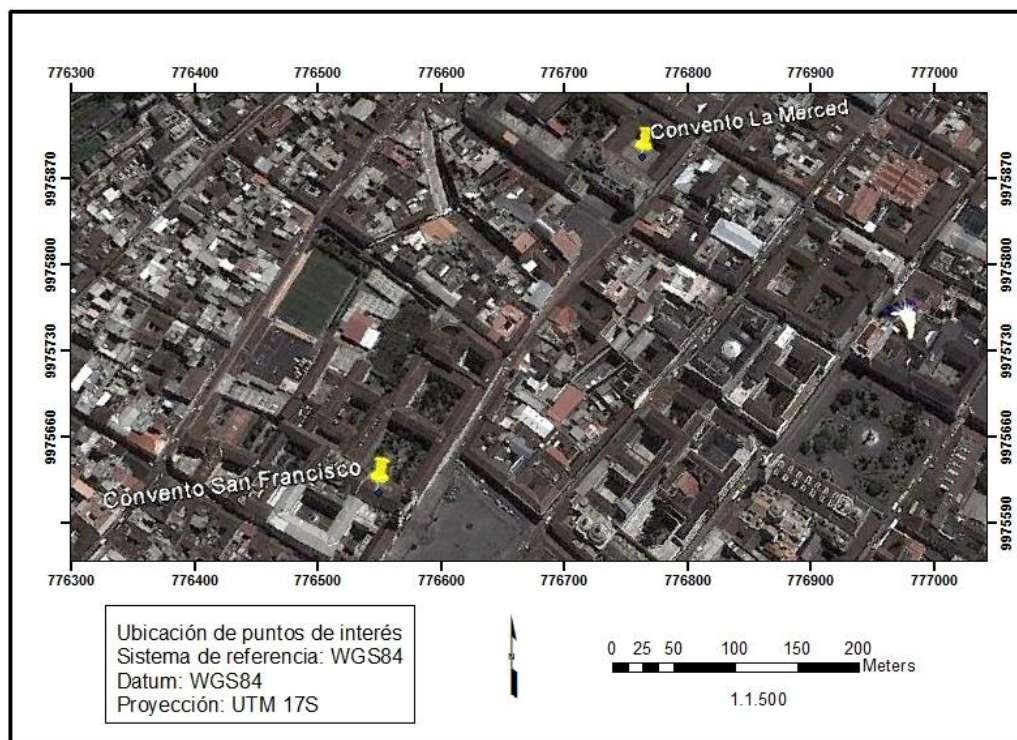 776300 776400 776500 776600 776700 776800 776900 777000
Convento La Merced
9975870 9975870
9975800 9975800
9975730 9975730
9975660 9975660
Convento San Francisco
9975590
776300 776400 776500 776600 776700 776800 776900 777000
Ubicación de puntos de interés
Sistema de referencia: WGS84
Datum: WGS84
Proyección: UTM 17S
N
0 25 50 100 150 200
Meters
1.1.500